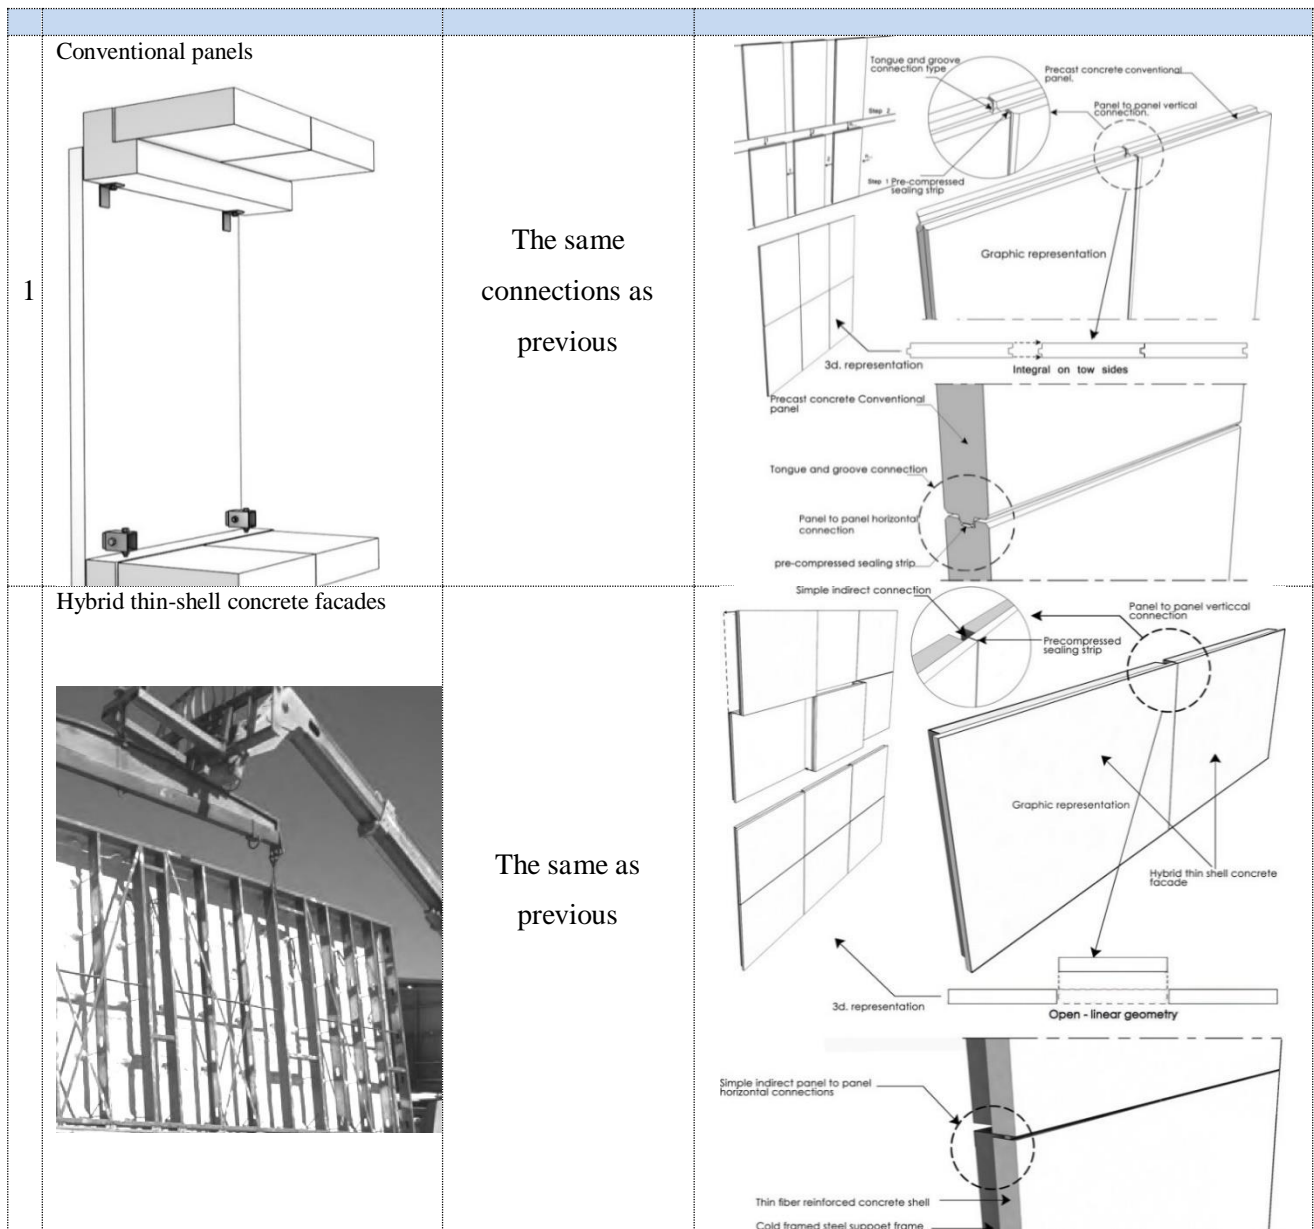 Conventional panels
1
The same
connections as
previous
Tongue and groove
connection type
Precast concrete conventional
panel.
Step 2
Panel to panel vertical
connection.
Step 1
Pre-compressed
sealing strip
Graphic representation
3d. representation
Integral on tow sides
Precast concrete Conventional
panel
Tongue and groove connection
Panel to panel horizontal
connection
pre-compressed sealing strip
Hybrid thin-shell concrete facades
The same as
previous
Simple indirect connection
Panel to panel verticcal
connection
Precompressed
sealing strip
Graphic representation
Hybrid thin shell concrete
facade
3d. representation
Open - linear geometry
Simple indirect panel to panel
horizontal connections
Thin fiber reinforced concrete shell
Cold framed steel suppoet frame